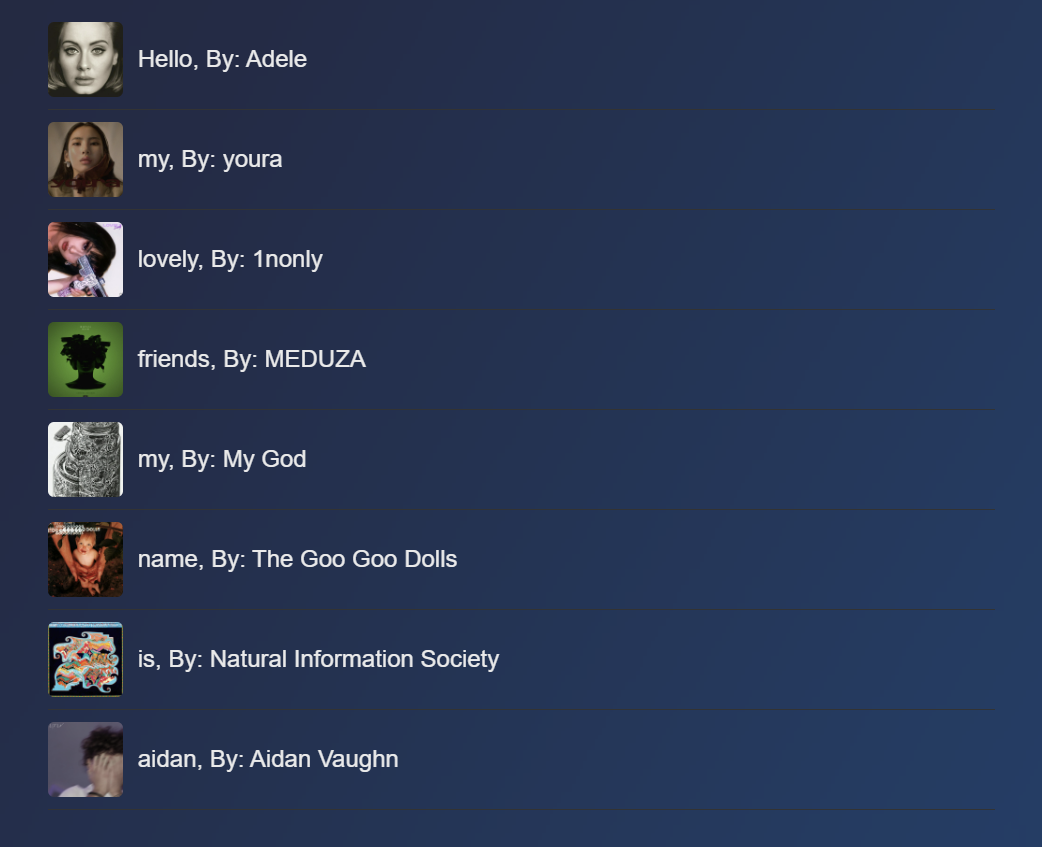 Hello, By: Adele
my, By: youra
lovely, By: 1nonly
friends, By: MEDUZA
my, By: My God
name, By: The Goo Goo Dolls
is, By: Natural Information Society
aidan, By: Aidan Vaughn